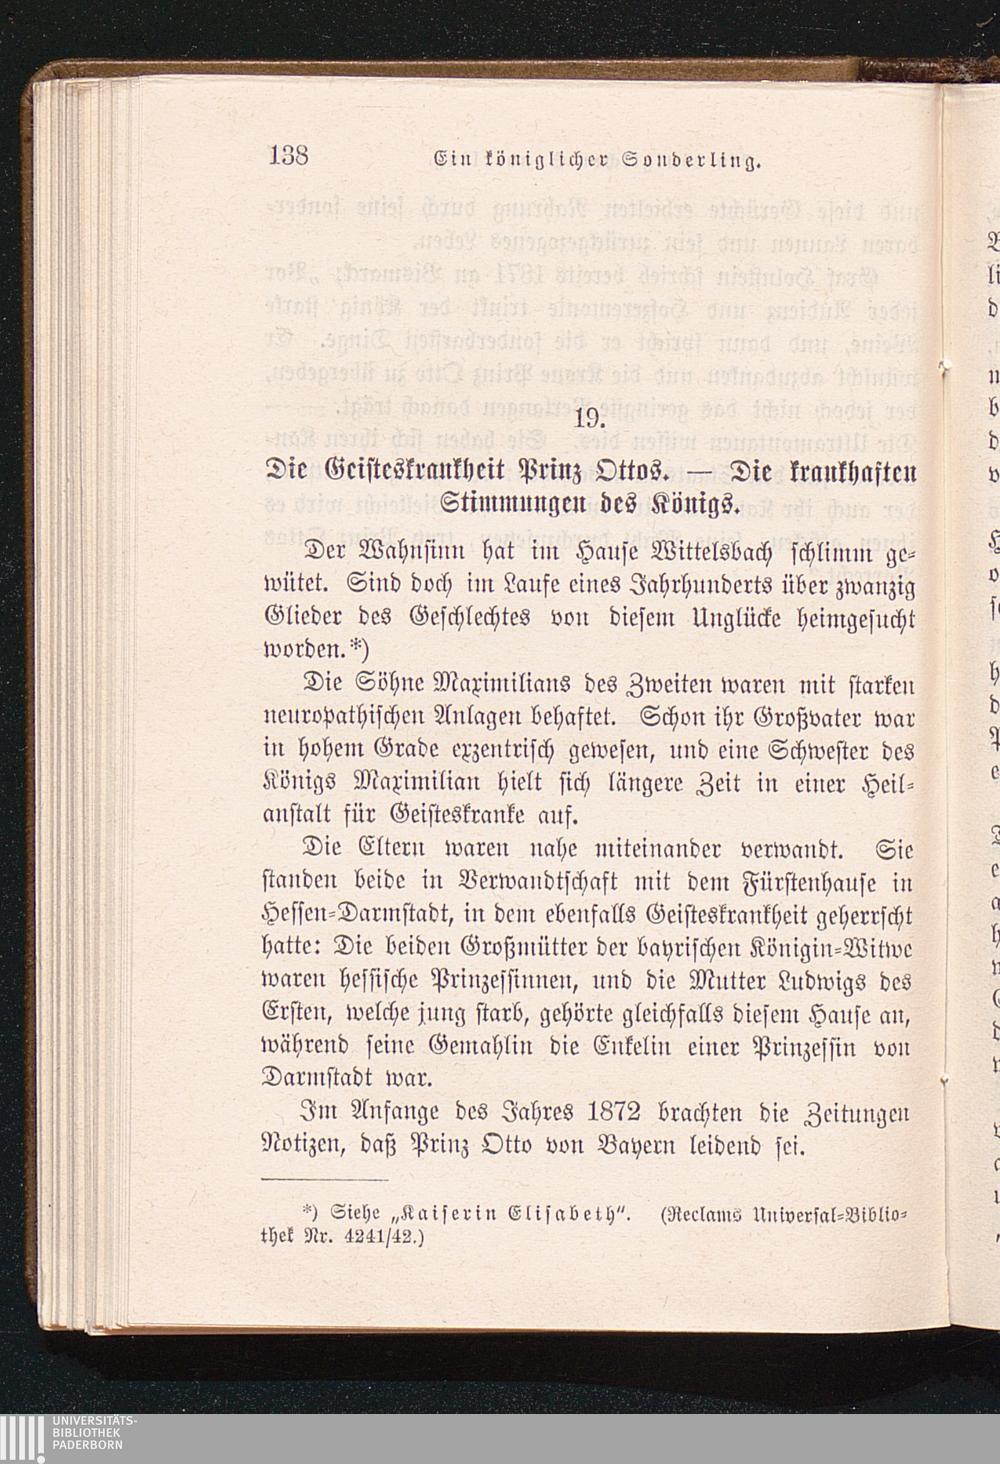 138 Ein königlicher Sonderling.
19.
Die Geisteskrankheit Prinz Ottos. — Die krankhaften
Stimmungen des Königs.
Der Wahnsinn hat im Hause Wittelsbach schlimm ge-
wütet. Sind doch im Laufe eines Jahrhunderts über zwanzig
Glieder des Geschlechtes von diesem Unglücke heimgesucht
worden.*)
Die Söhne Maximilians des Zweiten waren mit starken
neuropathischen Anlagen behaftet. Schon ihr Großvater war
in hohem Grade exzentrisch gewesen, und eine Schwester des
Königs Maximilian hielt sich längere Zeit in einer Heil-
anstalt für Geisteskranke auf.
Die Eltern waren nahe miteinander verwandt. Sie
standen beide in Verwandtschaft mit dem Fürstenhause in
Hessen-Darmstadt, in dem ebenfalls Geisteskrankheit geherrscht
hatte: Die beiden Großmütter der bayrischen Königin-Witwe
waren hessische Prinzessinnen, und die Mutter Ludwigs des
Ersten, welche jung starb, gehörte gleichfalls diesem Hause an,
während seine Gemahlin die Enkelin einer Prinzessin von
Darmstadt war.
Im Anfange des Jahres 1872 brachten die Zeitungen
Notizen, daß Prinz Otto von Bayern leidend sei.
*) Siehe „Kaiserin Elisabeth". (Reclams Universal-Biblio-
thek Nr. 4241/42.)
UNIVERSITÄTS-
BIBLIOTHEK
PADERBORN